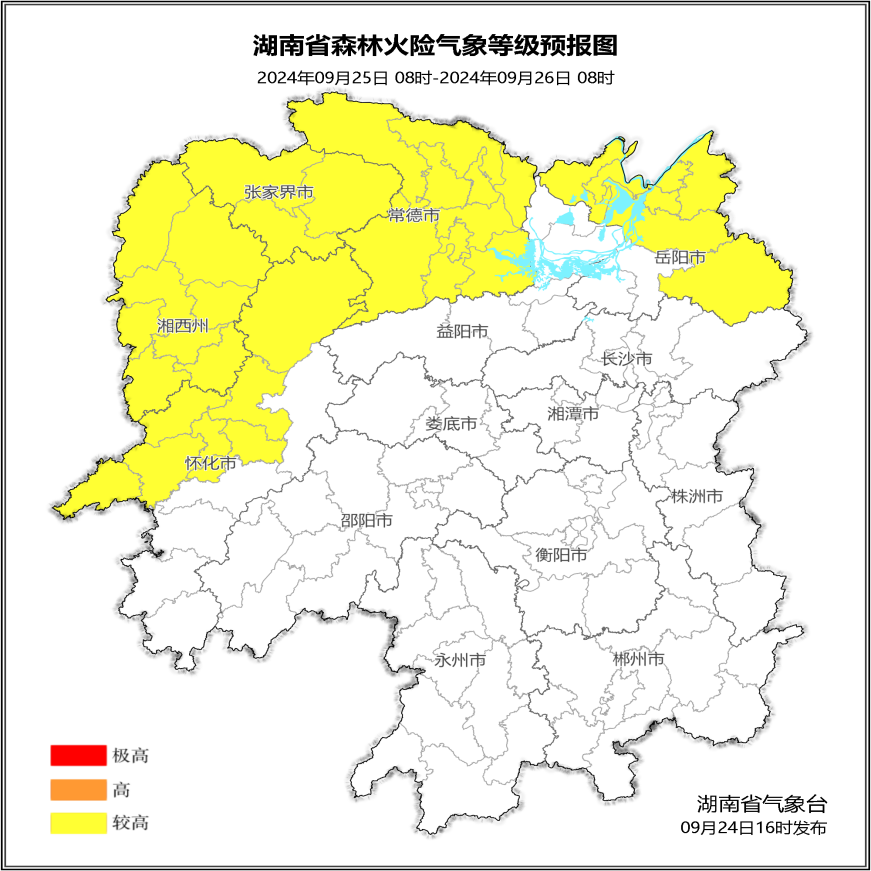 湖南省森林火险气象等级预报图
2024年09月25日 08时-2024年09月26日 08时
张家界市
常德市
岳阳市
湘西州
益阳市
长沙市
娄底市
湘潭市
怀化市
株洲市
邵阳市
衡阳市
永州市
郴州市
极高
高
较高
湖南省气象台
09月24日16时发布